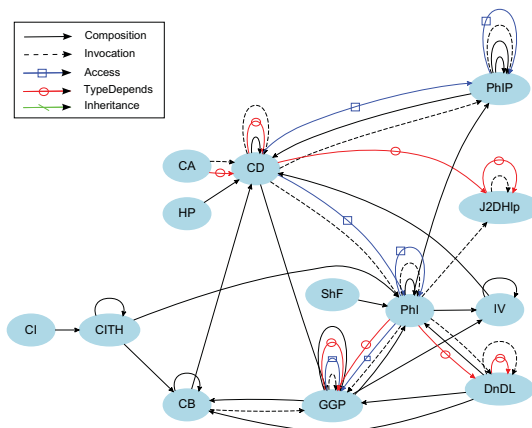 Composition
Invocation
Access
TypeDepends
Inheritance
PhIP
CA
CD
HP
J2DHlp
ShF
PhI
IV
CI
CITH
CB
GGP
DnDL